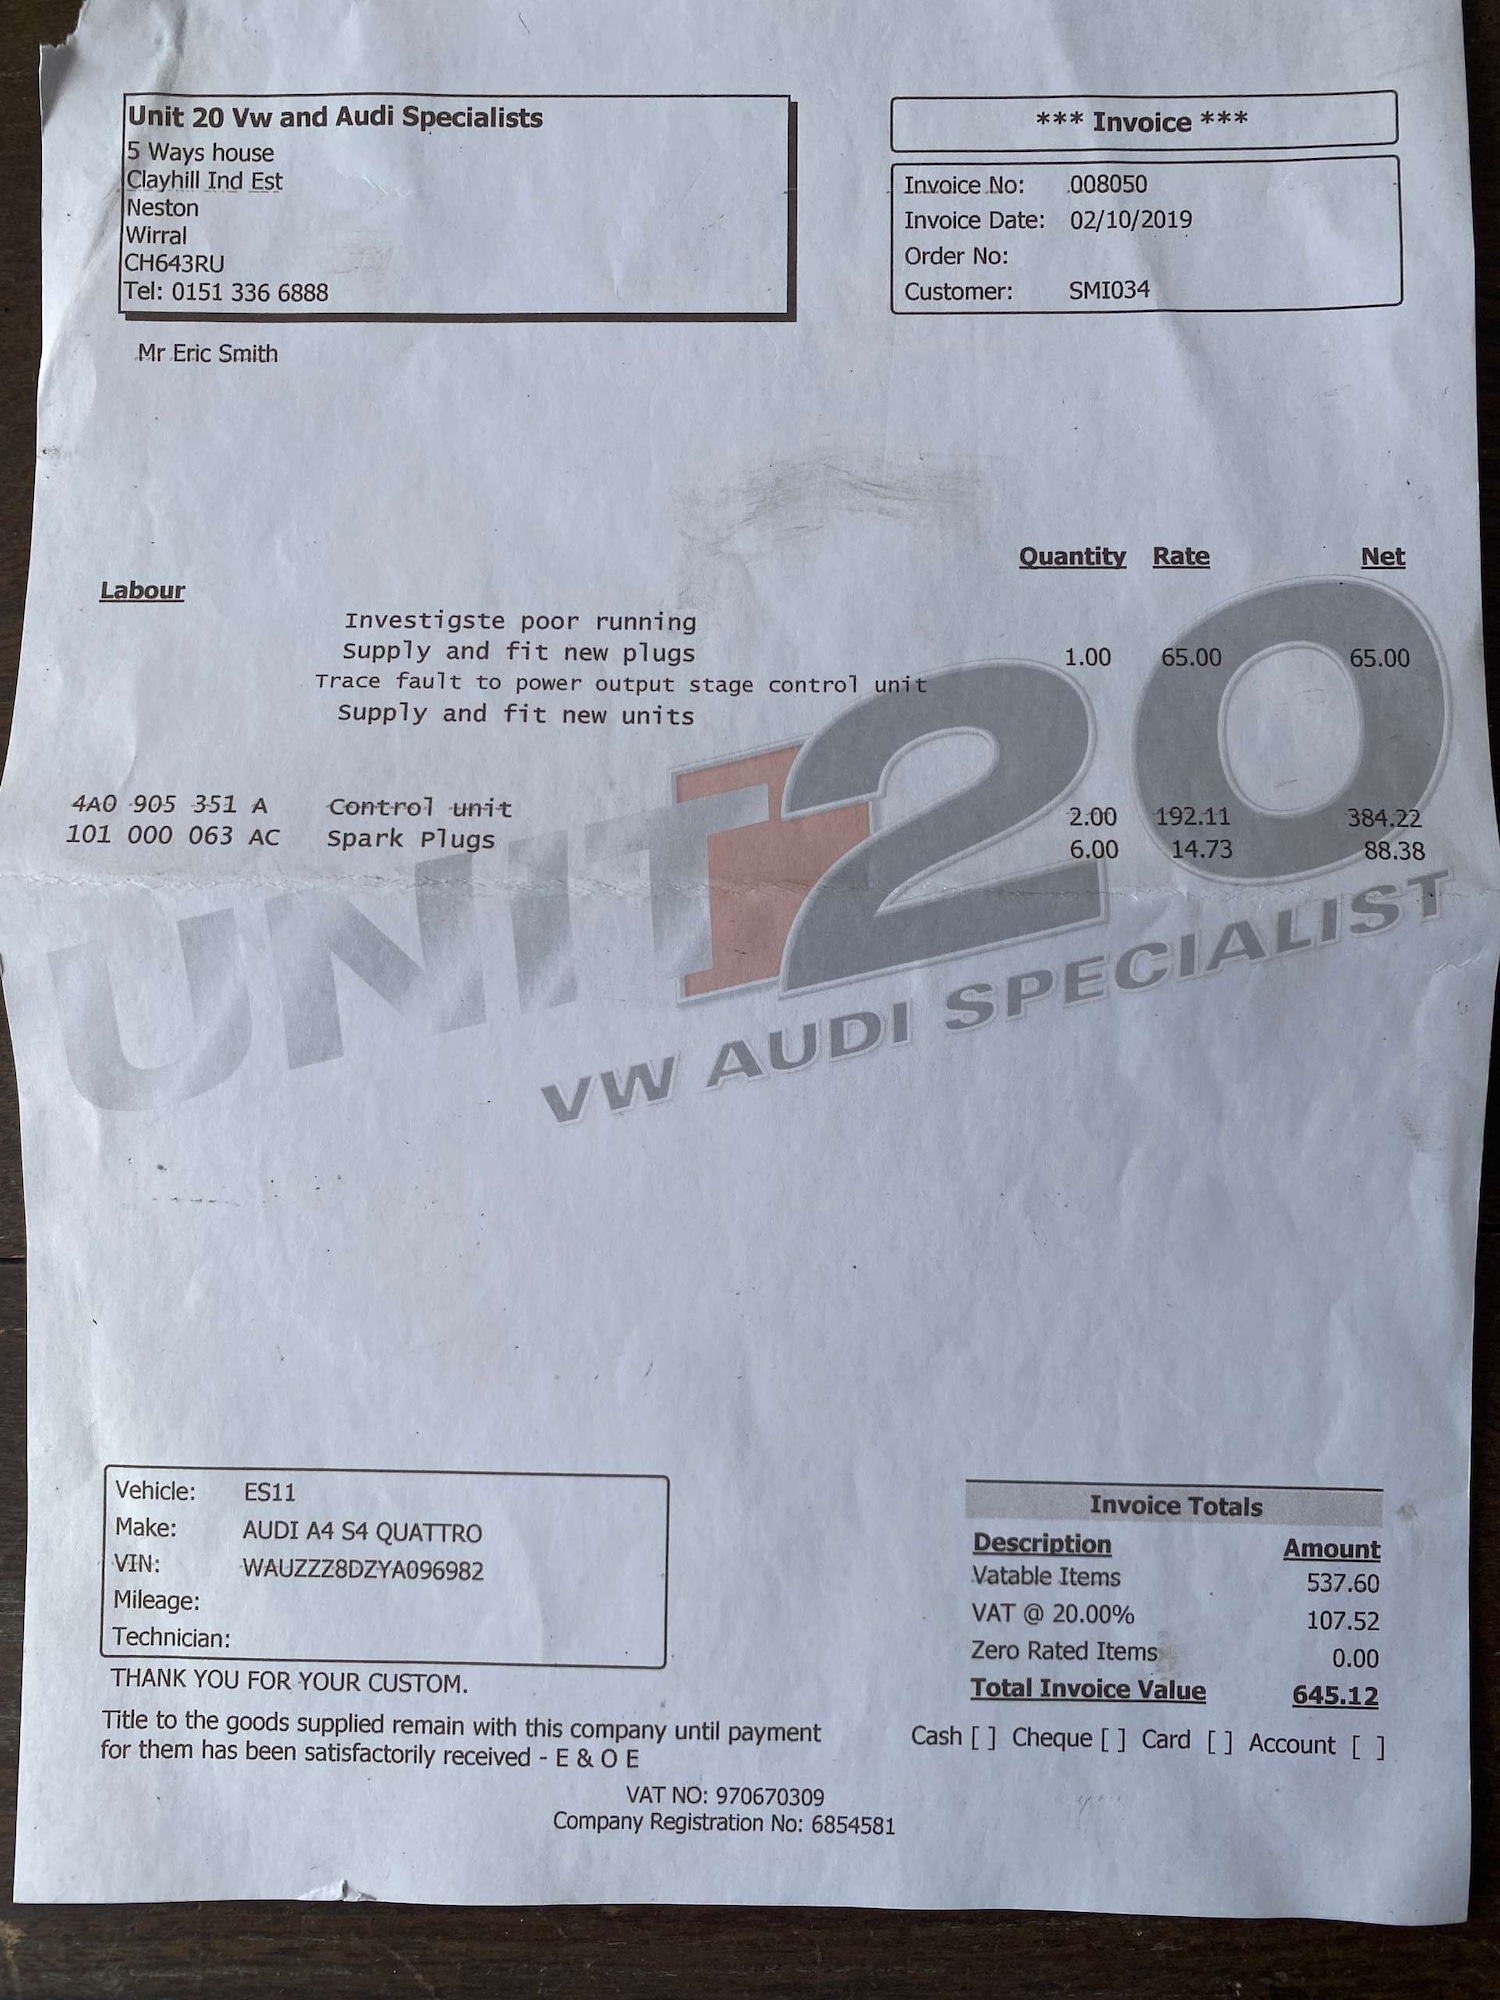 Unit 20 Vw and Audi Specialists
5 Ways house
Clayhill Ind Est
Neston
Wirral
CH643RU
Tel: 0151 336 6888
*** Invoice ***
Invoice No: 008050
Invoice Date: 02/10/2019
Order No:
Customer: SMI034
Mr Eric Smith
Quantity Rate Net
Labour
Investigste poor running
Supply and fit new plugs 1.00 65.00 65.00
Trace fault to power output stage control unit
Supply and fit new units
4A0 905 351 A Control unit 2.00 192.11 384.22
101 000 063 AC Spark Plugs 6.00 14.73 88.38
UNIT 20
VW AUDI SPECIALIST
Vehicle: ES11
Make: AUDI A4 S4 QUATTRO
VIN: WAUZZZ8DZYA096982
Mileage:
Technician:
Invoice Totals
Description Amount
Vatable Items 537.60
VAT @ 20.00% 107.52
Zero Rated Items 0.00
Total Invoice Value 645.12
THANK YOU FOR YOUR CUSTOM.
Title to the goods supplied remain with this company until payment
for them has been satisfactorily received - E & O E
Cash [ ] Cheque [ ] Card [ ] Account [ ]
VAT NO: 970670309
Company Registration No: 6854581